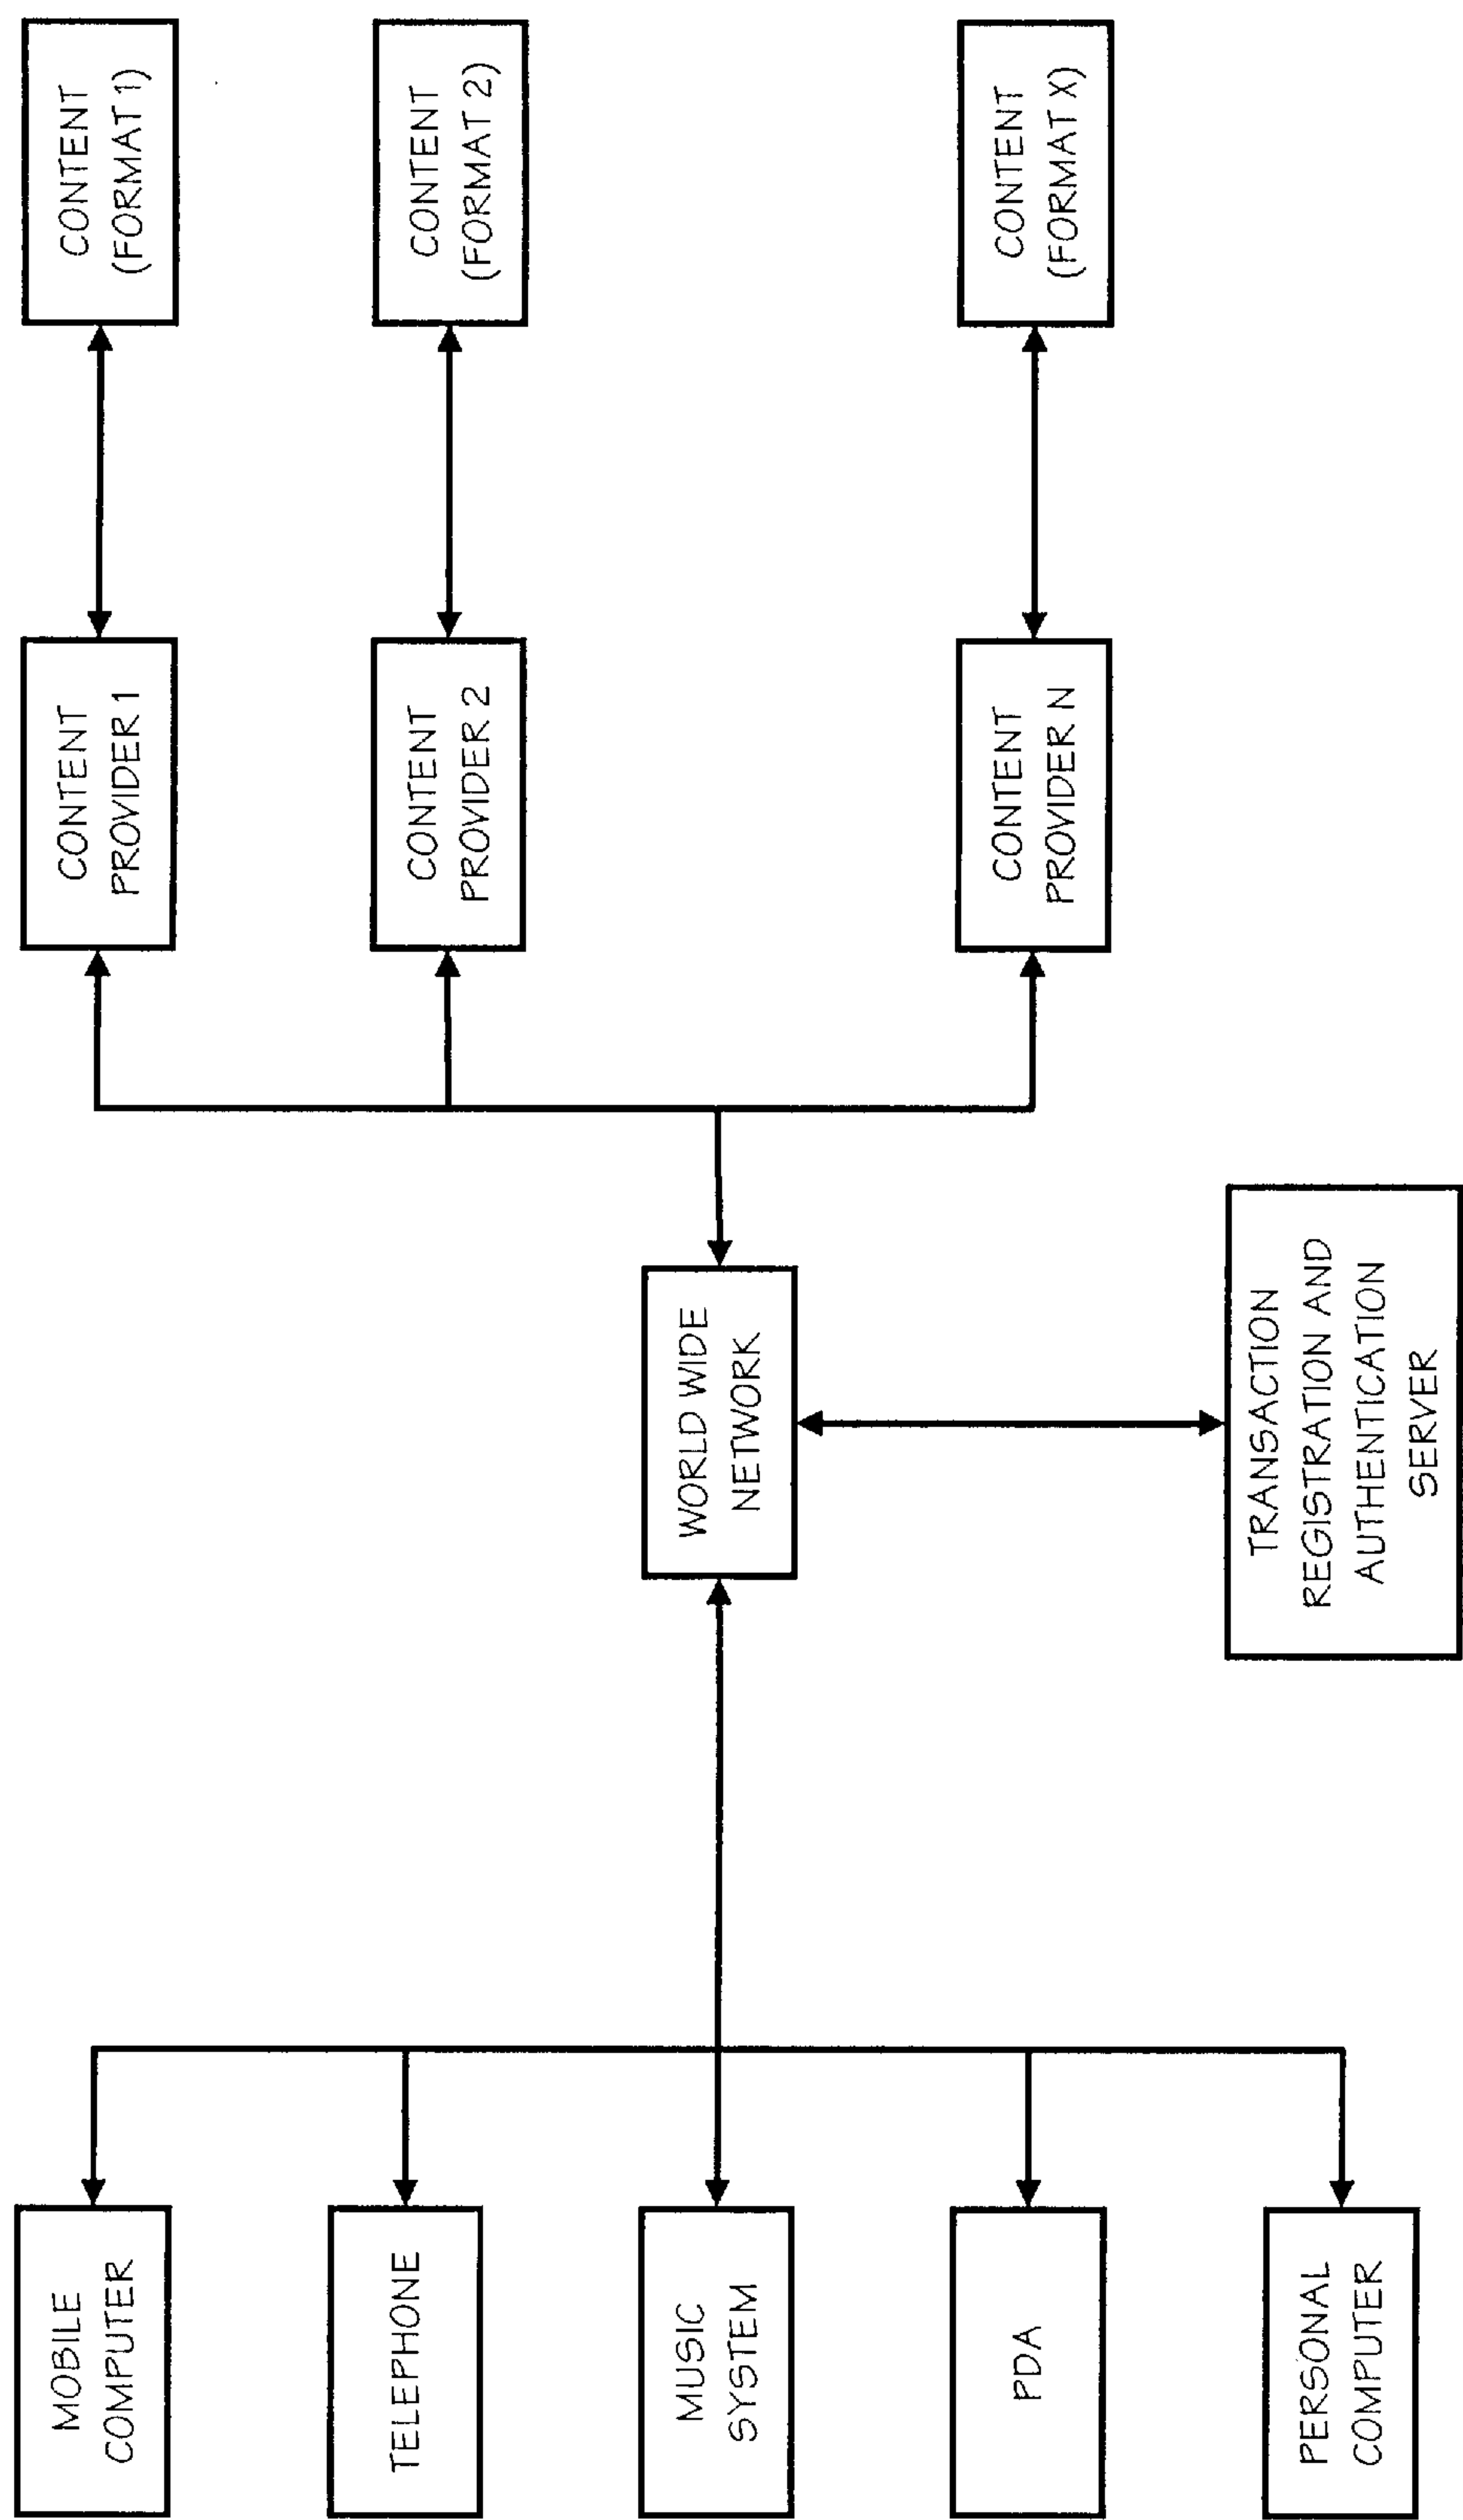 MOBILE
COMPUTER
TELEPHONE
MUSIC
SYSTEM
PDA
PERSONAL
COMPUTER
WORLD WIDE
NETWORK
TRANSACTION
REGISTRATION AND
AUTHENTICATION
SERVER
CONTENT
PROVIDER 1
CONTENT
PROVIDER 2
CONTENT
PROVIDER N
CONTENT
(FORMAT 1)
CONTENT
(FORMAT 2)
CONTENT
(FORMAT X)